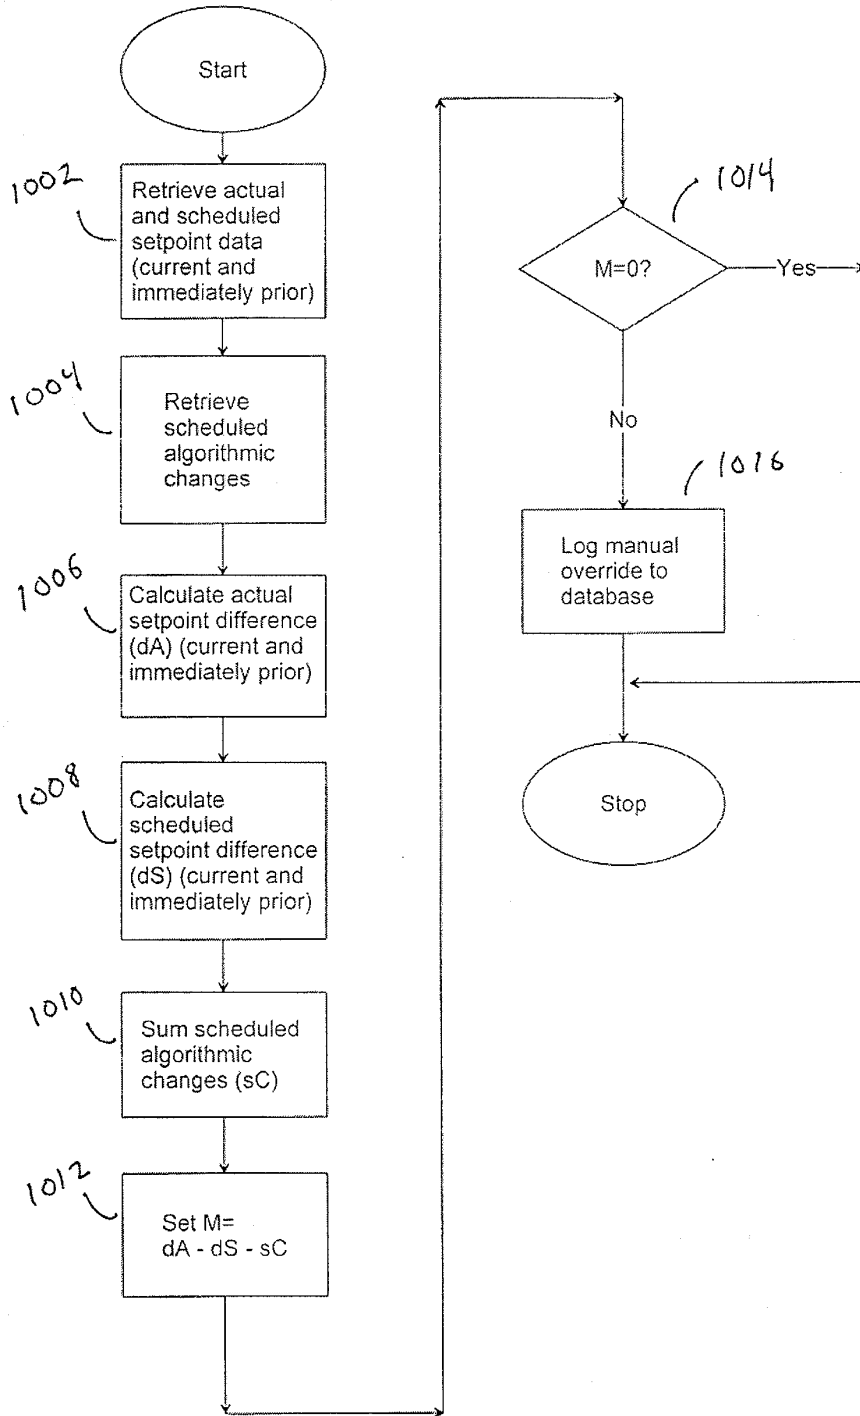 Start
1002
Retrieve actual
and scheduled
setpoint data
(current and
immediately prior)
1004
Retrieve
scheduled
algorithmic
changes
1006
Calculate actual
setpoint difference
(dA) (current and
immediately prior)
1008
Calculate
scheduled
setpoint difference
(dS) (current and
immediately prior)
1010
Sum scheduled
algorithmic
changes (sC)
1012
Set M=
dA - dS - sC
1014
M=0?
Yes
No
1016
Log manual
override to
database
Stop